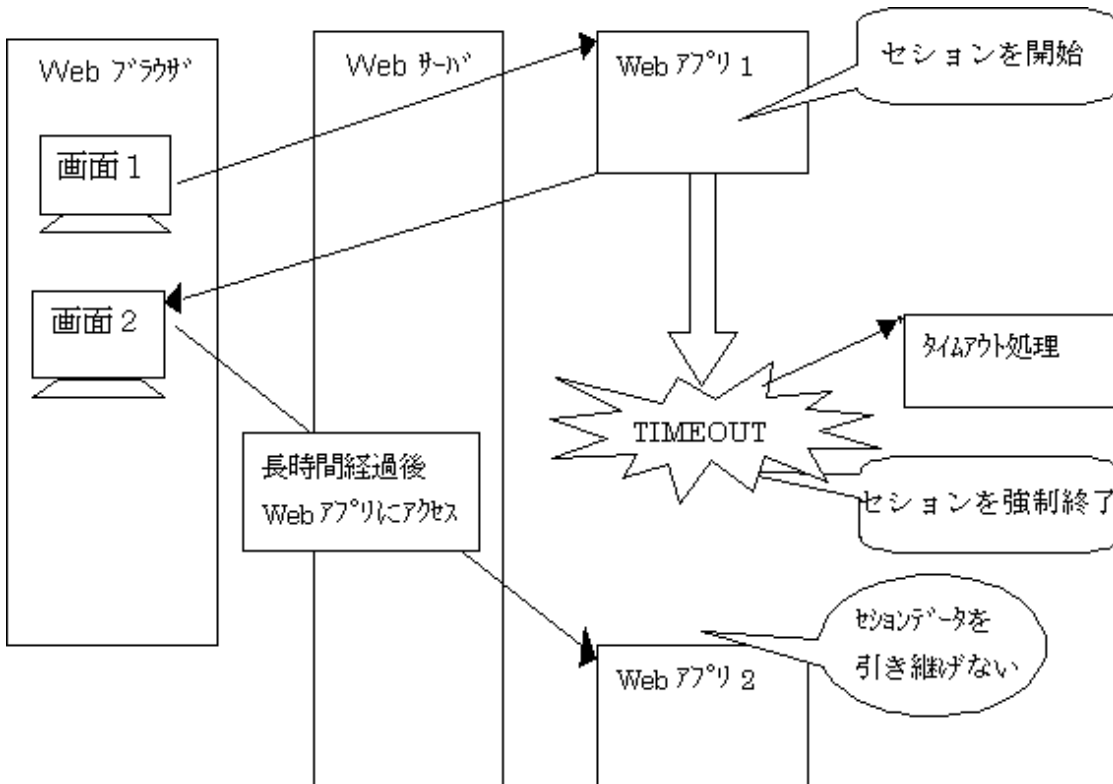 Web ﾌﾞﾗｳｻﾞ
Web ｻｰﾊﾞ
Web ｱﾌﾟﾘ 1
セションを開始
画面１
画面２
ﾀｲﾑｱｳﾄ処理
TIMEOUT
長時間経過後
Web ｱﾌﾟﾘにｱｸｾｽ
セションを強制終了
ｾｼｮﾝﾃﾞｰﾀを
引き継げない
Web ｱﾌﾟﾘ 2